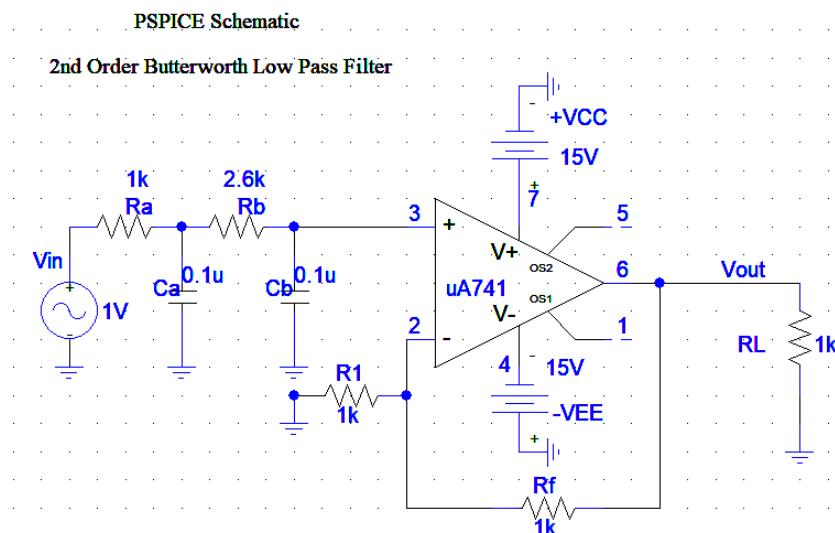 PSPICE Schematic
2nd Order Butterworth Low Pass Filter
-
+VCC
15V
+
7
1k
2.6k
Ra
Rb
3
+
5
V+
OS2
Vin
+
0.1u
0.1u
Ca
Cb
uA741
6
Vout
1V
-
OS1
V-
2
-
1
RL
1k
4
-
15V
R1
1k
-VEE
+
Rf
1k